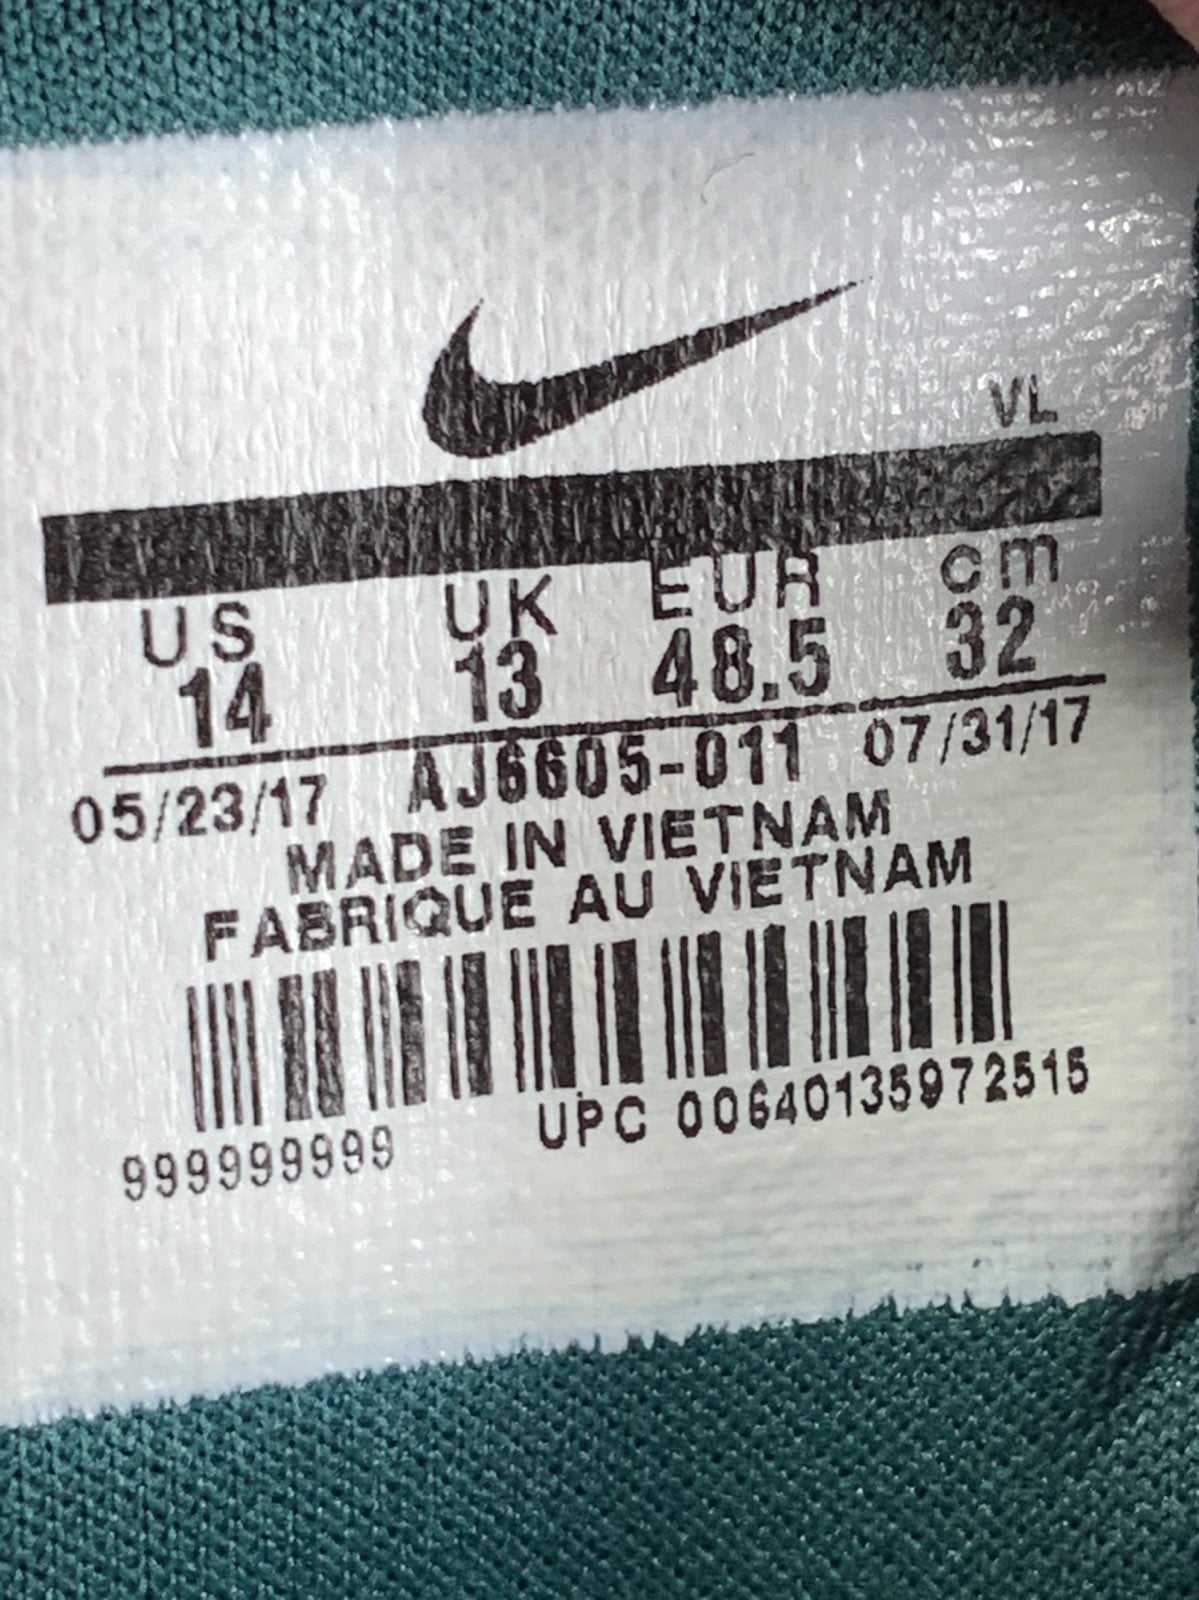 VL
US UK EUR cm
14 13 48.5 32
05/23/17 AJ6605-011 07/31/17
MADE IN VIETNAM
FABRIQUE AU VIETNAM
999999999 UPC 00640135972515